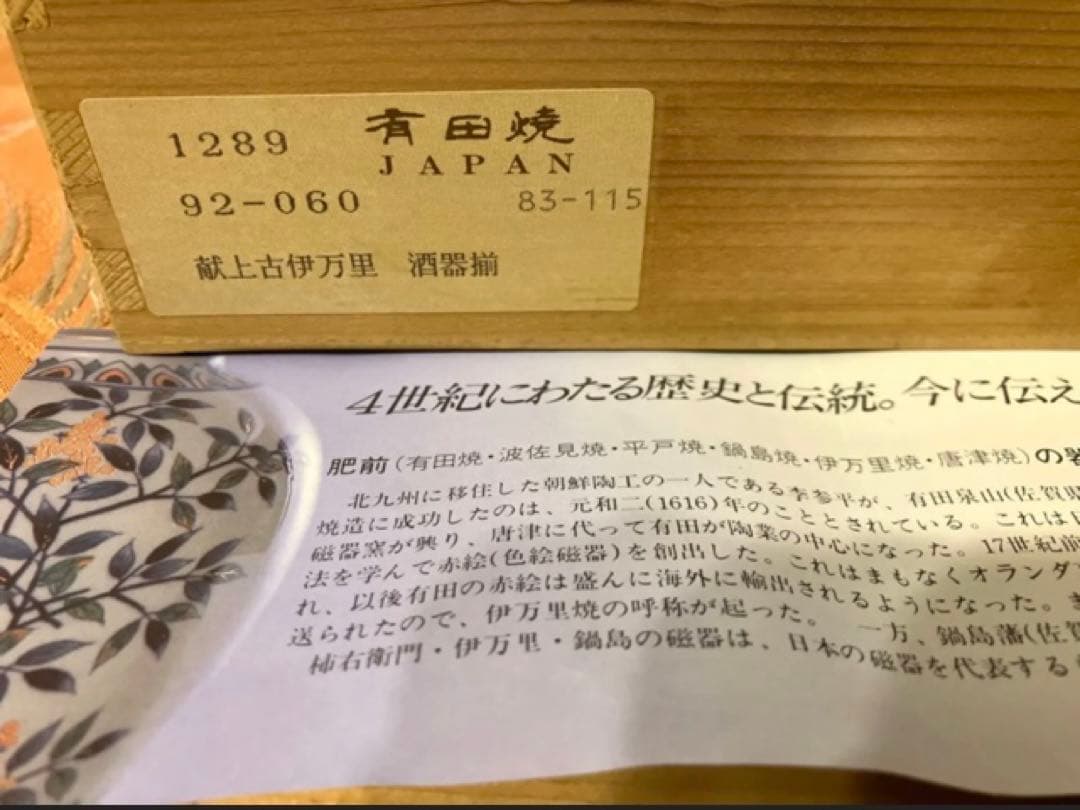 1289 有田焼
JAPAN
92-060 83-115
献上古伊万里 酒器揃
4世紀にわたる歴史と伝統。今に伝え
肥前(有田焼・波佐見焼・平戸焼・鍋島焼・伊万里焼・唐津焼)の
北九州に移住した朝鮮陶工の一人である李参平が、有田泉山(佐賀県
焼造に成功したのは、元和二(1616)年のこととされている。これは
磁器窯が興り、唐津に代って有田が陶業の中心になった。17世紀前
法を学んで赤絵(色絵磁器)を創出した。これはまもなくオランダ
れ、以後有田の赤絵は盛んに海外に輸出されるようになった。ま
送られたので、伊万里焼の呼称が起った。 一方、鍋島藩(佐賀
柿右衛門・伊万里・鍋島の磁器は、日本の磁器を代表する